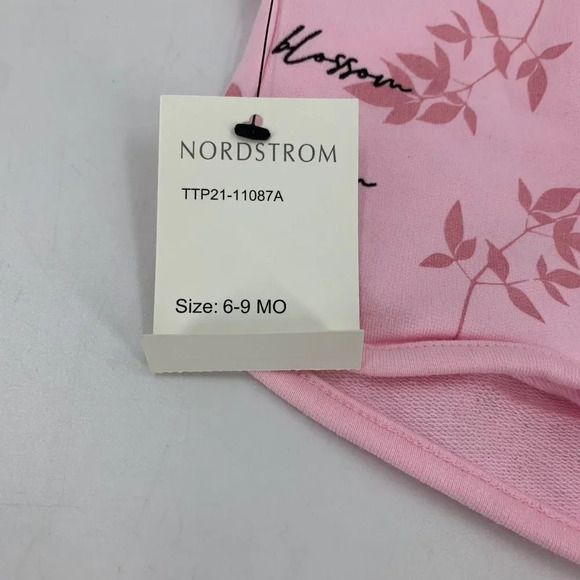 blossom
NORDSTROM
TTP21-11087A
Size: 6-9 MO